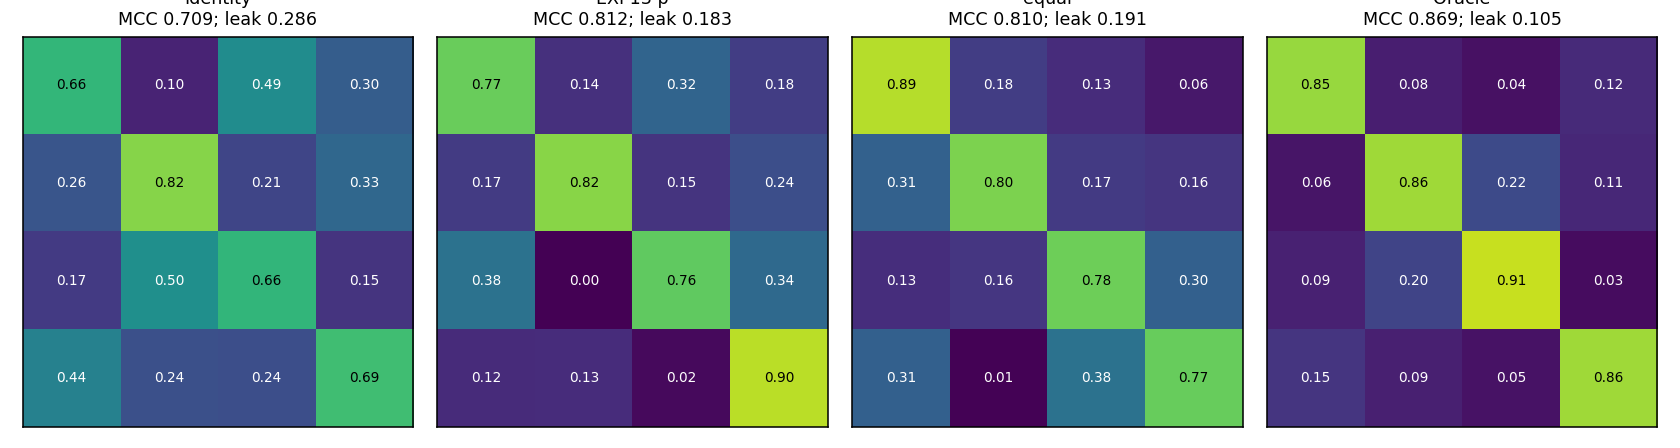 Identity
MCC 0.709; leak 0.286
0.66 0.10 0.49 0.30
0.26 0.82 0.21 0.33
0.17 0.50 0.66 0.15
0.44 0.24 0.24 0.69
MCC 0.812; leak 0.183
0.77 0.14 0.32 0.18
0.17 0.82 0.15 0.24
0.38 0.00 0.76 0.34
0.12 0.13 0.02 0.90
equal
MCC 0.810; leak 0.191
0.89 0.18 0.13 0.06
0.31 0.80 0.17 0.16
0.13 0.16 0.78 0.30
0.31 0.01 0.38 0.77
Oracle
MCC 0.869; leak 0.105
0.85 0.08 0.04 0.12
0.06 0.86 0.22 0.11
0.09 0.20 0.91 0.03
0.15 0.09 0.05 0.86